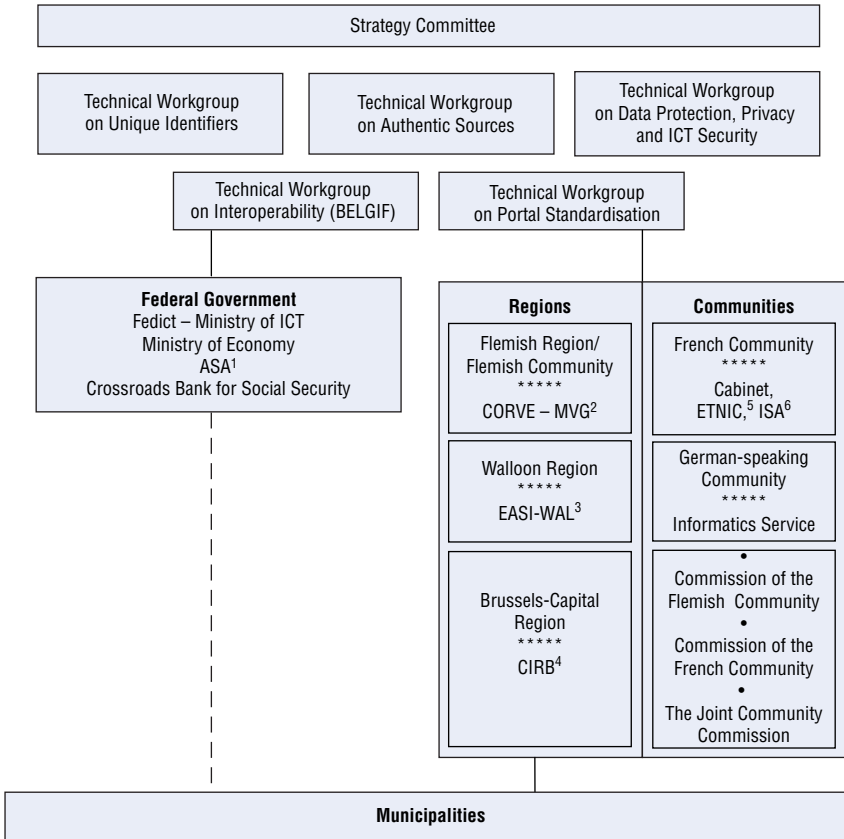 Strategy Committee
Technical Workgroup
on Unique Identifiers
Technical Workgroup
on Authentic Sources
Technical Workgroup
on Data Protection, Privacy
and ICT Security
Technical Workgroup
on Interoperability (BELGIF)
Technical Workgroup
on Portal Standardisation
Federal Government
Fedict – Ministry of ICT
Ministry of Economy
ASA1
Crossroads Bank for Social Security
Regions
Flemish Region/
Flemish Community
*****
CORVE – MVG2
Walloon Region
*****
EASI-WAL3
Brussels-Capital
Region
*****
CIRB4
Communities
French Community
*****
Cabinet,
ETNIC,5 ISA6
German-speaking
Community
*****
Informatics Service
•
Commission of the
Flemish Community
•
Commission of the
French Community
•
The Joint Community
Commission
Municipalities